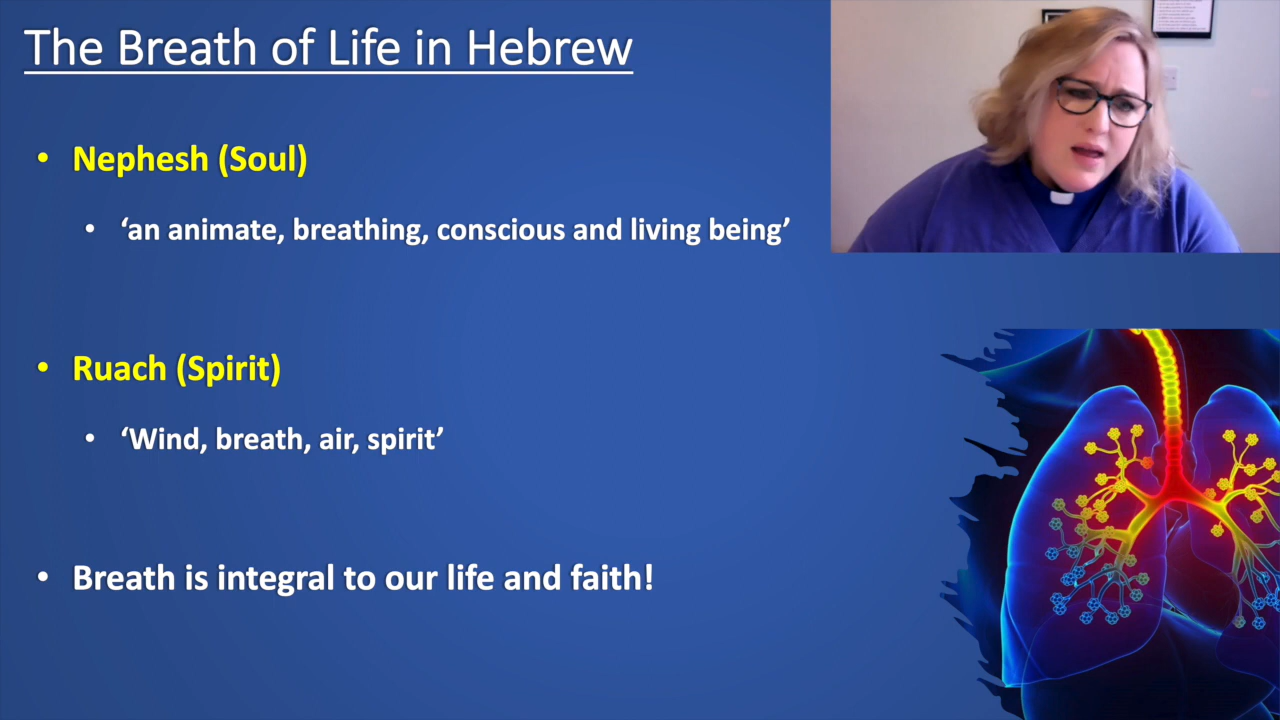 The Breath of Life in Hebrew
• Nephesh (Soul)
• ‘an animate, breathing, conscious and living being’
• Ruach (Spirit)
• ‘Wind, breath, air, spirit’
• Breath is integral to our life and faith!